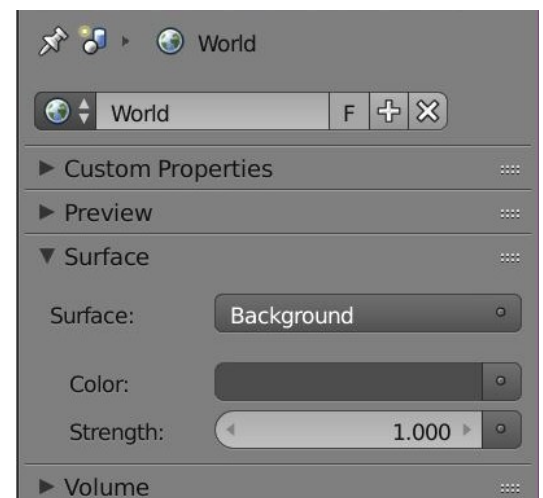 World
World F
Custom Properties
Preview
Surface
Surface: Background
Color:
Strength: 1.000
Volume